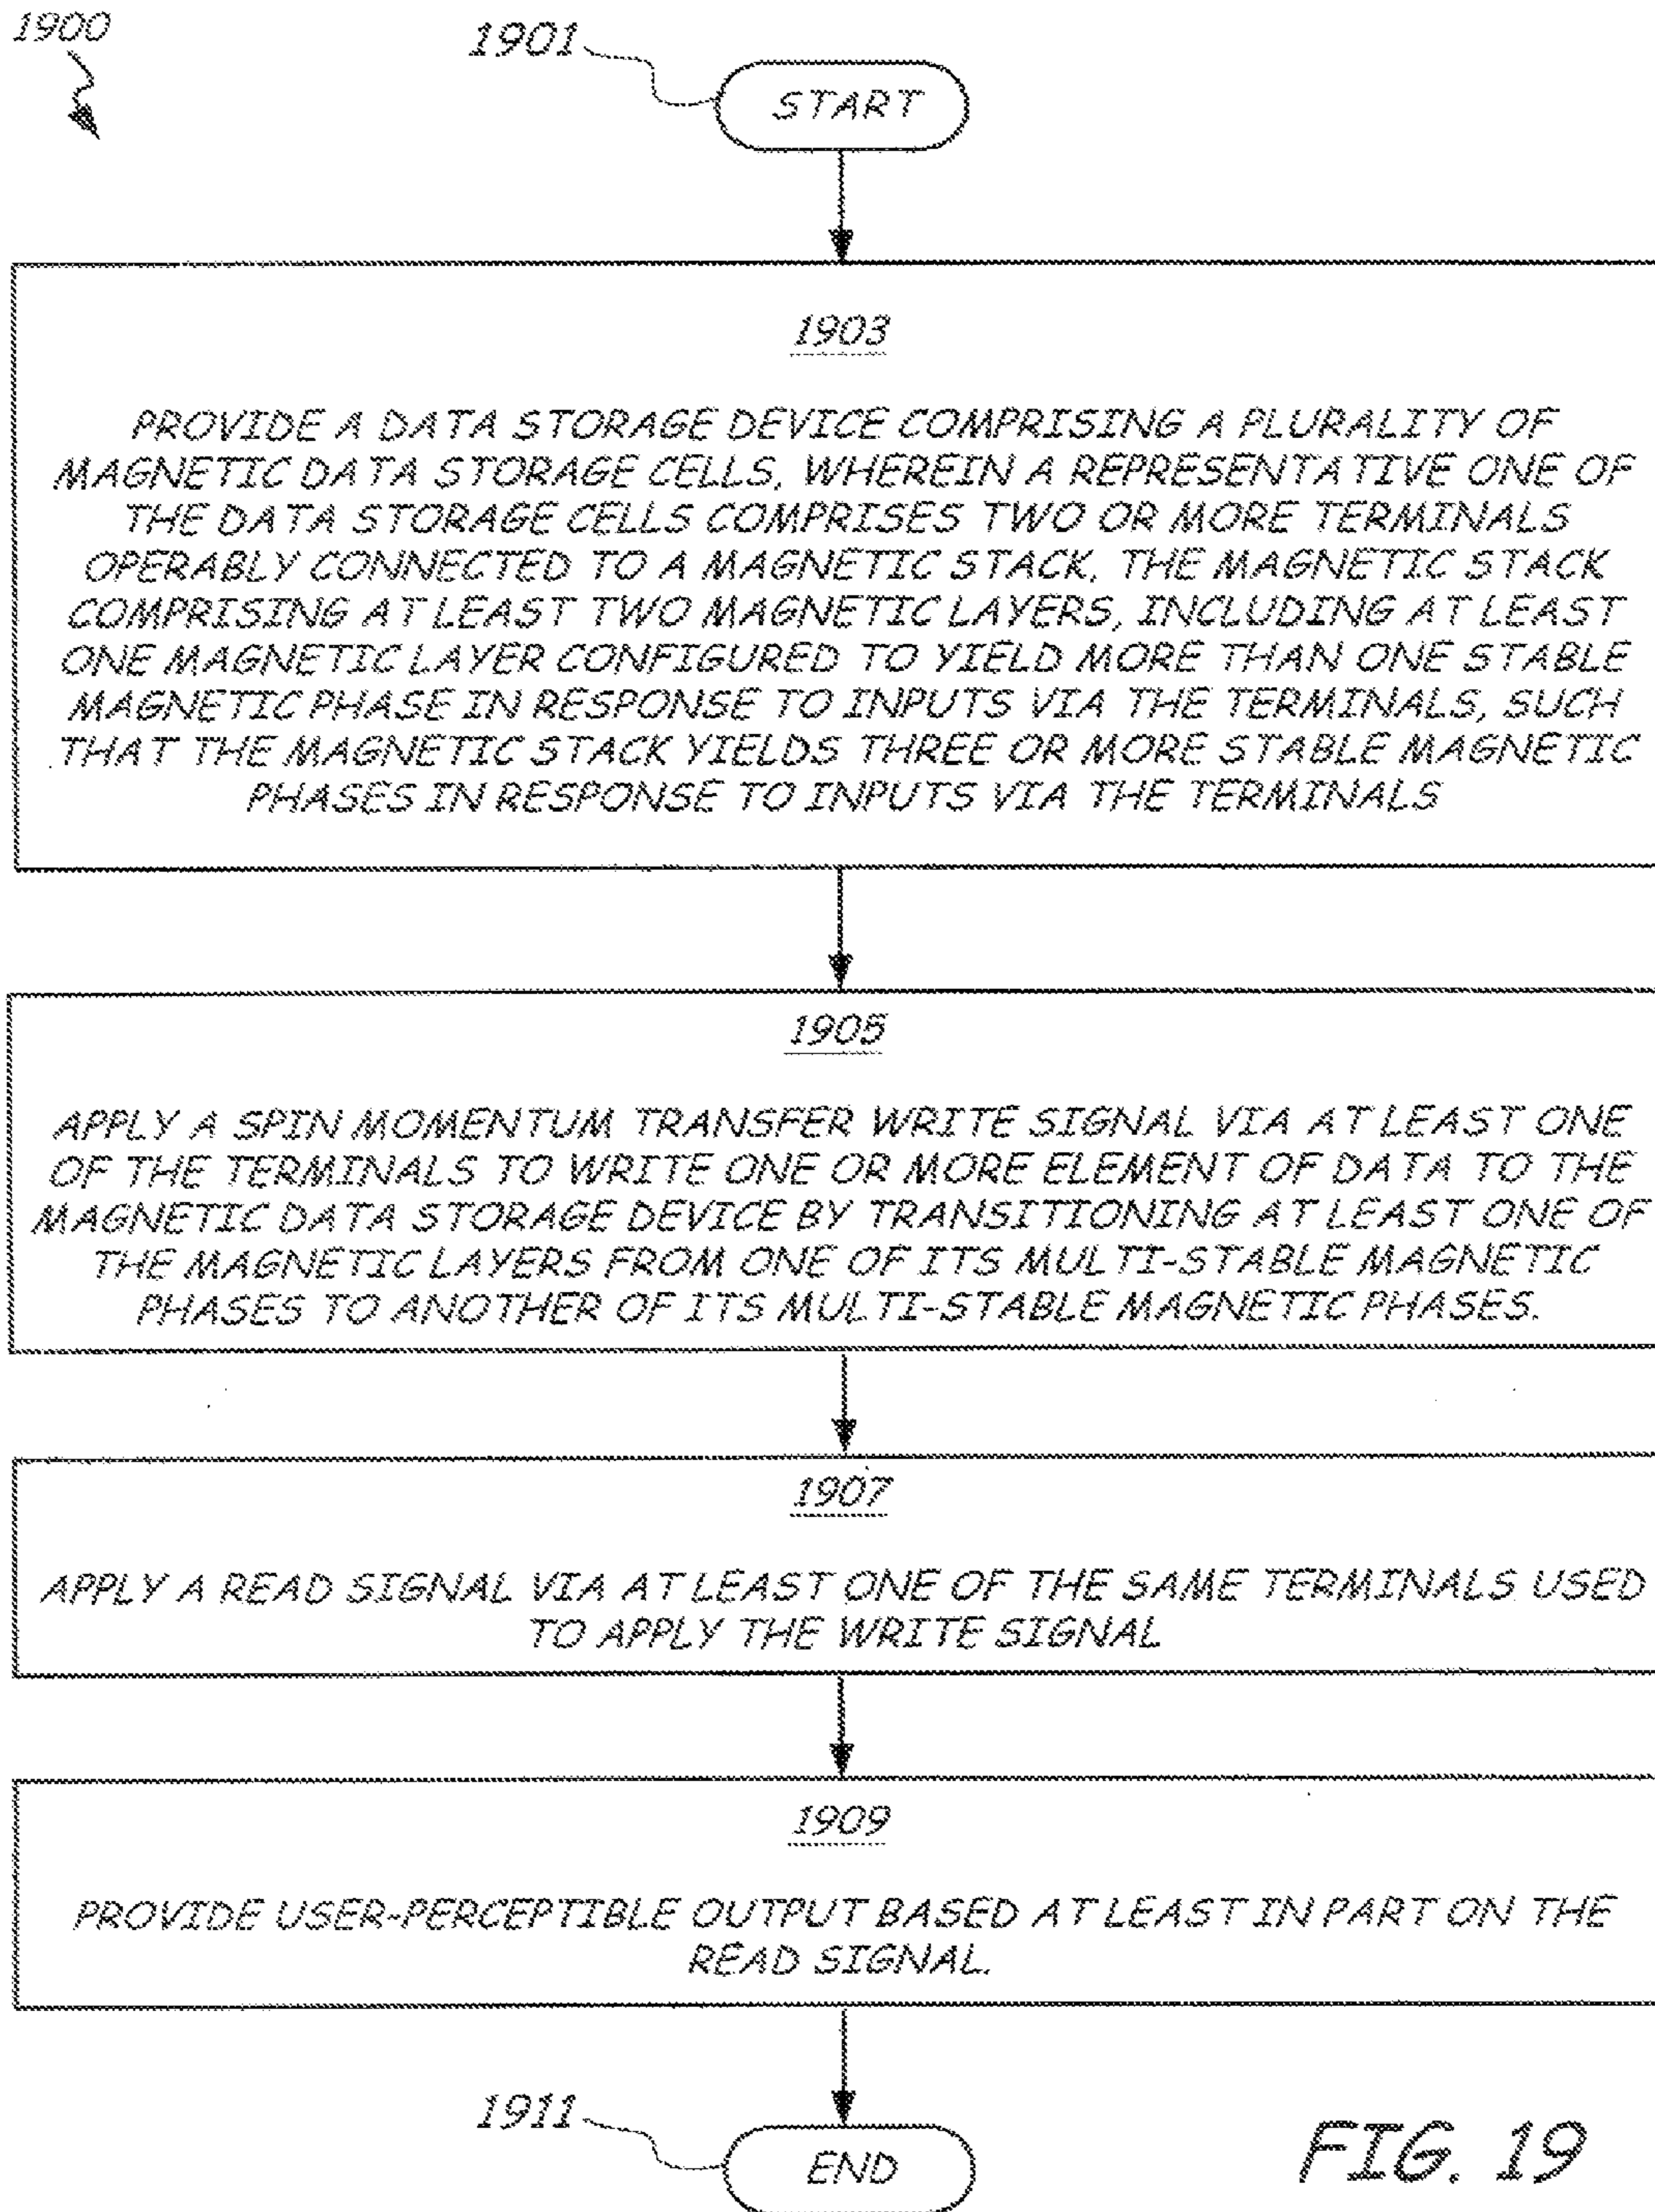 1900
1901
START
1903
PROVIDE A DATA STORAGE DEVICE COMPRISING A PLURALITY OF
MAGNETIC DATA STORAGE CELLS, WHEREIN A REPRESENTATIVE ONE OF
THE DATA STORAGE CELLS COMPRISES TWO OR MORE TERMINALS
OPERABLY CONNECTED TO A MAGNETIC STACK, THE MAGNETIC STACK
COMPRISING AT LEAST TWO MAGNETIC LAYERS, INCLUDING AT LEAST
ONE MAGNETIC LAYER CONFIGURED TO YIELD MORE THAN ONE STABLE
MAGNETIC PHASE IN RESPONSE TO INPUTS VIA THE TERMINALS, SUCH
THAT THE MAGNETIC STACK YIELDS THREE OR MORE STABLE MAGNETIC
PHASES IN RESPONSE TO INPUTS VIA THE TERMINALS
1905
APPLY A SPIN MOMENTUM TRANSFER WRITE SIGNAL VIA AT LEAST ONE
OF THE TERMINALS TO WRITE ONE OR MORE ELEMENT OF DATA TO THE
MAGNETIC DATA STORAGE DEVICE BY TRANSITIONING AT LEAST ONE OF
THE MAGNETIC LAYERS FROM ONE OF ITS MULTI-STABLE MAGNETIC
PHASES TO ANOTHER OF ITS MULTI-STABLE MAGNETIC PHASES.
1907
APPLY A READ SIGNAL VIA AT LEAST ONE OF THE SAME TERMINALS USED
TO APPLY THE WRITE SIGNAL
1909
PROVIDE USER-PERCEPTIBLE OUTPUT BASED AT LEAST IN PART ON THE
READ SIGNAL.
1911
END
FIG. 19